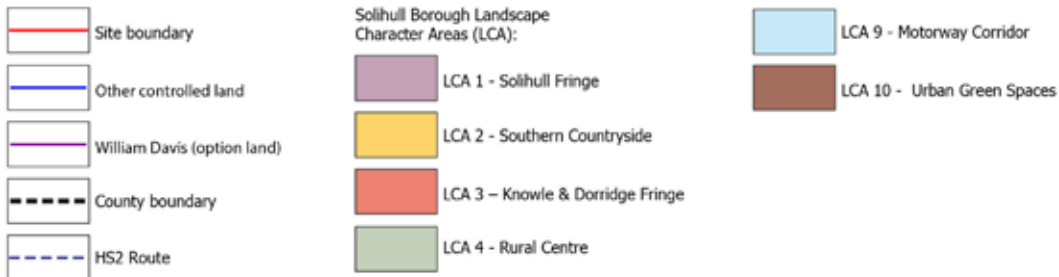 Site boundary
Other controlled land
William Davis (option land)
County boundary
HS2 Route
Solihull Borough Landscape
Character Areas (LCA):
LCA 1 - Solihull Fringe
LCA 2 - Southern Countryside
LCA 3 – Knowle & Dorridge Fringe
LCA 4 - Rural Centre
LCA 9 - Motorway Corridor
LCA 10 - Urban Green Spaces